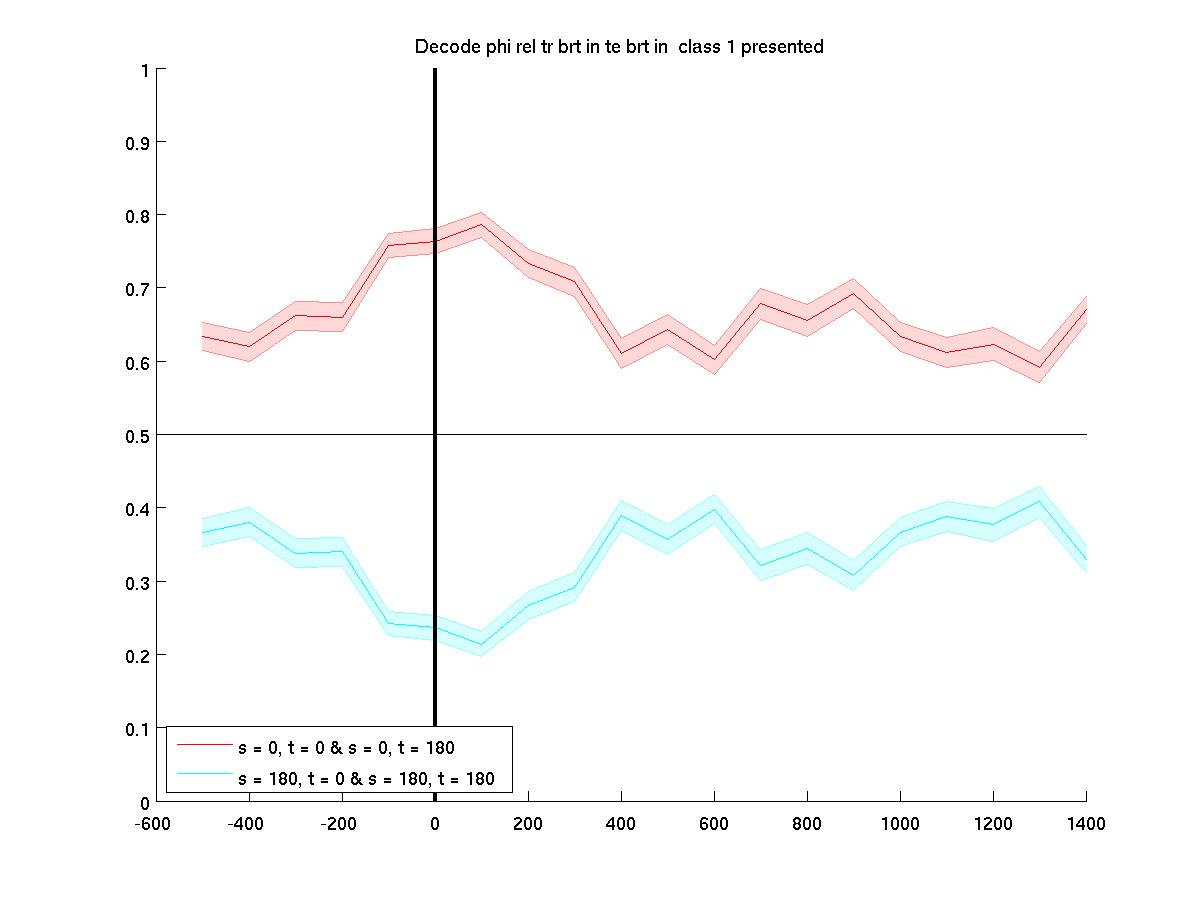 Decode phi rel tr brt in te brt in  class 1 presented
1
0.9
0.8
0.7
0.6
0.5
0.4
0.3
0.2
0.1
0
s = 0, t = 0 & s = 0, t = 180
s = 180, t = 0 & s = 180, t = 180
-600 -400 -200 0 200 400 600 800 1000 1200 1400